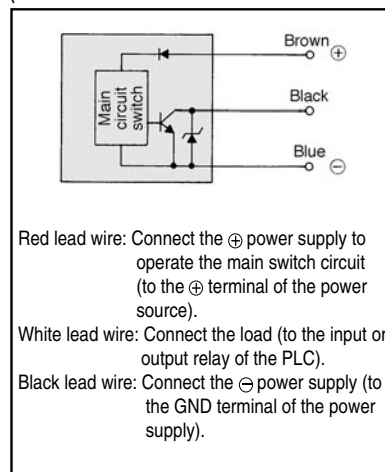 (
Brown ⊕
Black
Main circuit switch
Blue ⊖
Red lead wire: Connect the ⊕ power supply to
operate the main switch circuit
(to the ⊕ terminal of the power
source).
White lead wire: Connect the load (to the input or
output relay of the PLC).
Black lead wire: Connect the ⊖ power supply (to
the GND terminal of the power
supply).